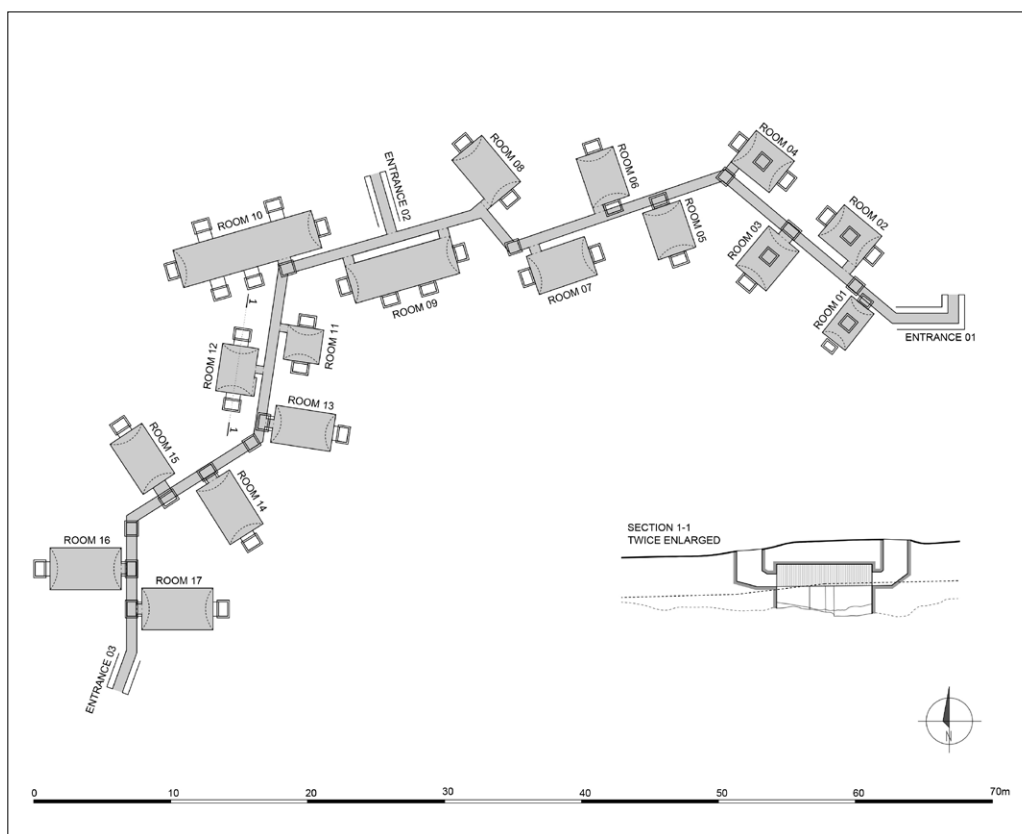 ROOM 04
ROOM 08
ENTRANCE 02
ROOM 06
ROOM 10
ROOM 02
ROOM 05
ROOM 03
ROOM 07
ROOM 09
ROOM 01
ENTRANCE 01
1
ROOM 11
ROOM 12
ROOM 13
1
ROOM 15
ROOM 14
SECTION 1-1
TWICE ENLARGED
ROOM 16
ROOM 17
ENTRANCE 03
N
0 10 20 30 40 50 60 70m